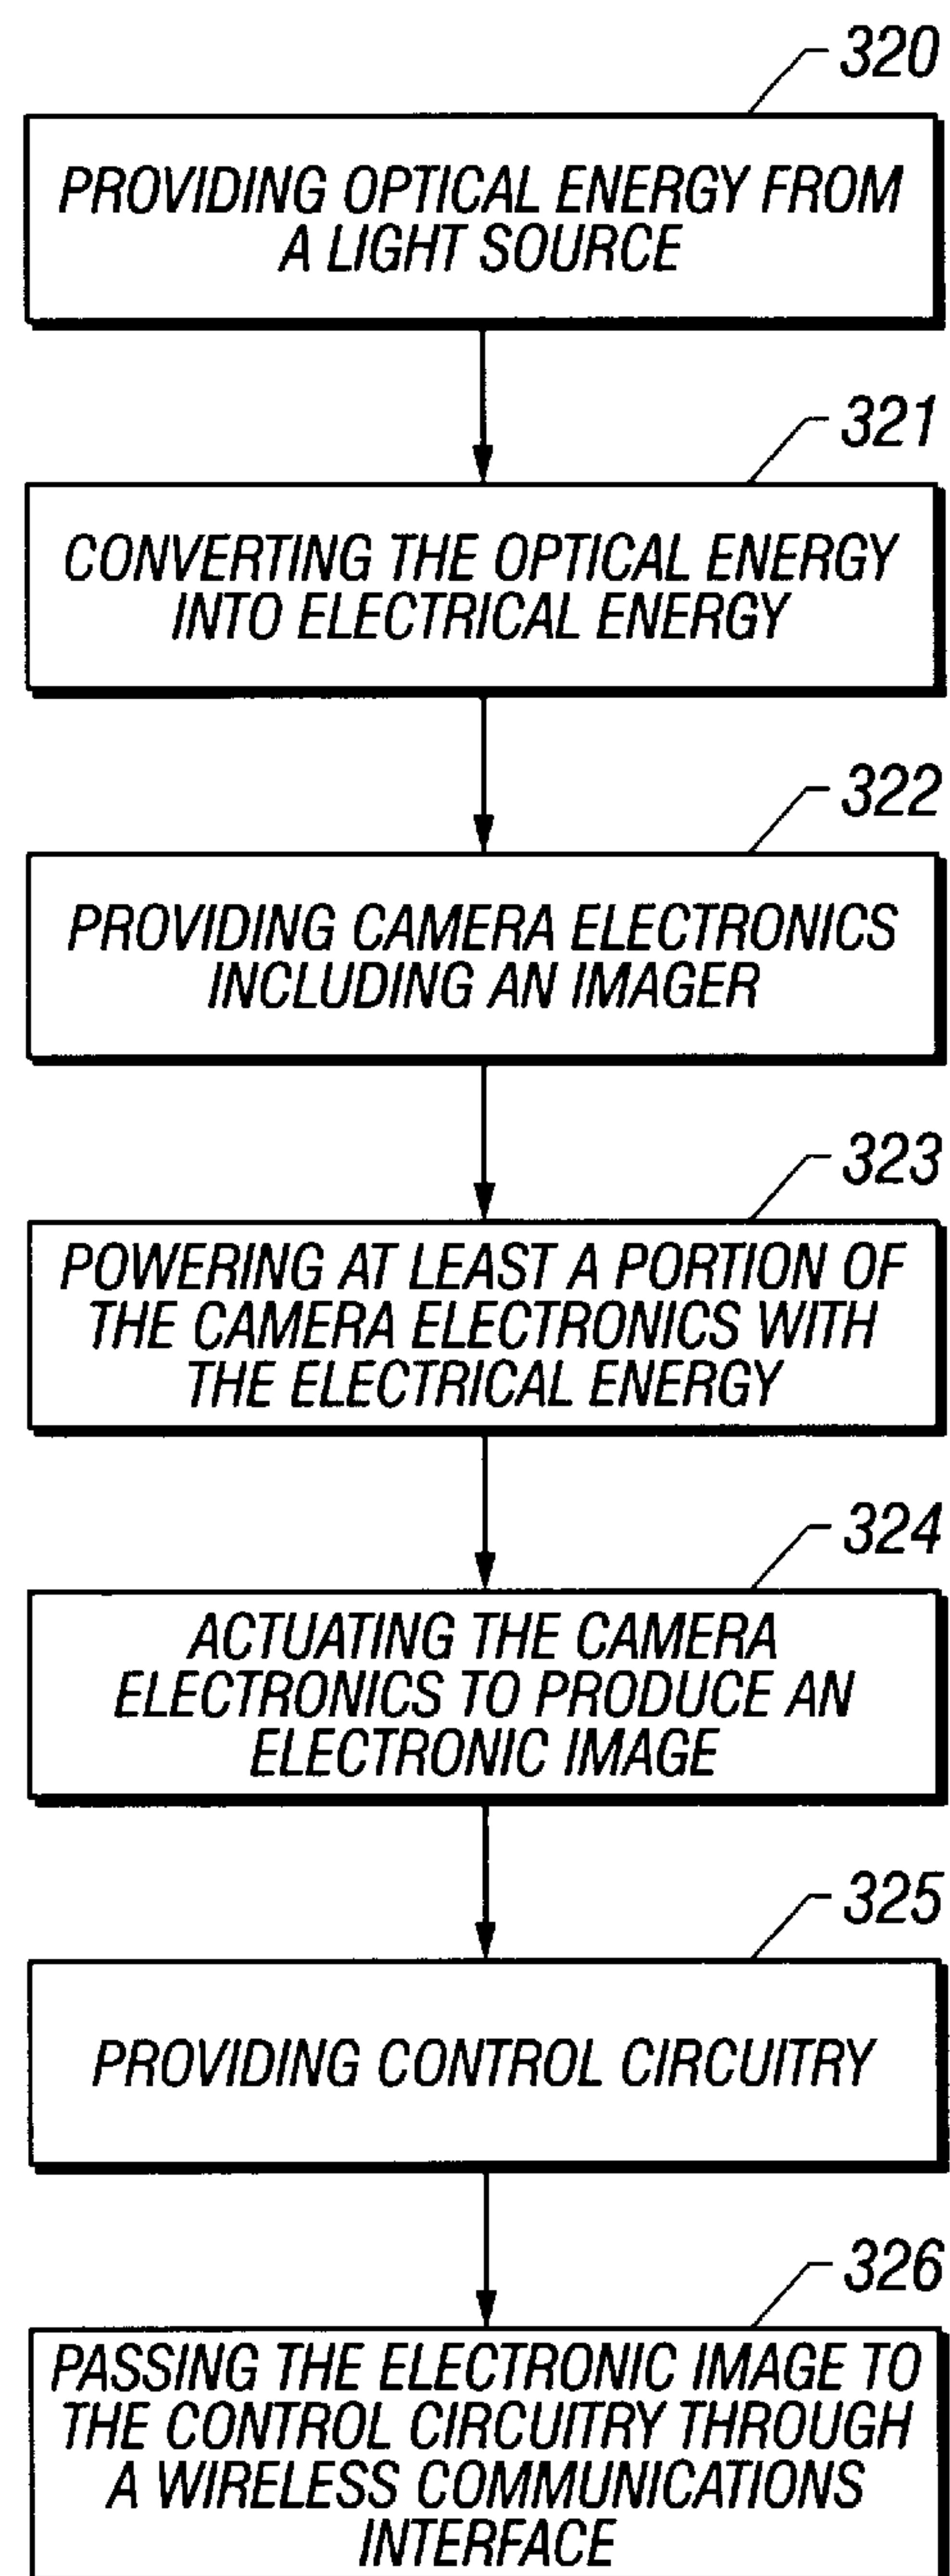 320
PROVIDING OPTICAL ENERGY FROM
A LIGHT SOURCE
321
CONVERTING THE OPTICAL ENERGY
INTO ELECTRICAL ENERGY
322
PROVIDING CAMERA ELECTRONICS
INCLUDING AN IMAGER
323
POWERING AT LEAST A PORTION OF
THE CAMERA ELECTRONICS WITH
THE ELECTRICAL ENERGY
324
ACTUATING THE CAMERA
ELECTRONICS TO PRODUCE AN
ELECTRONIC IMAGE
325
PROVIDING CONTROL CIRCUITRY
326
PASSING THE ELECTRONIC IMAGE TO
THE CONTROL CIRCUITRY THROUGH
A WIRELESS COMMUNICATIONS
INTERFACE